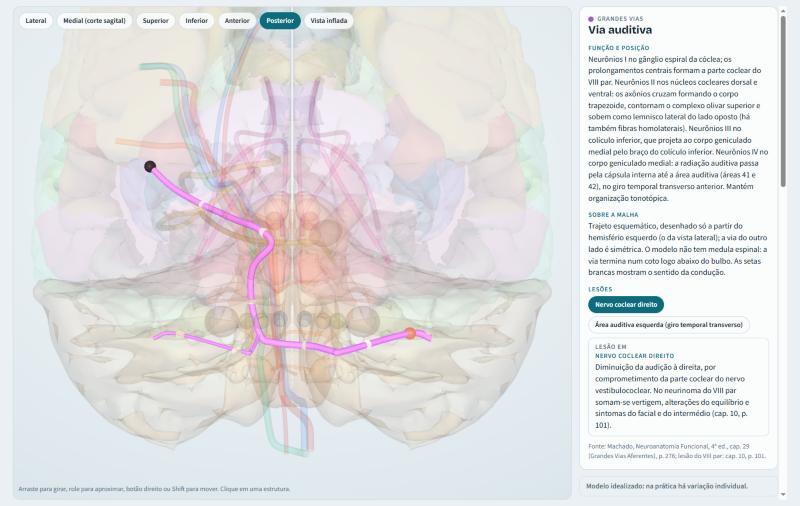 Lateral
Medial (corte sagital)
Superior
Inferior
Anterior
Posterior
Vista inflada
Arraste para girar, role para aproximar, botão direito ou Shift para mover. Clique em uma estrutura.
GRANDES VIAS
Via auditiva
FUNÇÃO E POSIÇÃO
Neurônios I no gânglio espiral da cóclea; os
prolongamentos centrais formam a parte coclear do
VIII par. Neurônios II nos núcleos cocleares dorsal e
ventral: os axônios cruzam formando o corpo
trapezoide, contornam o complexo olivar superior e
sobem como lemnisco lateral do lado oposto (há
também fibras homolaterais). Neurônios III no
colículo inferior, que projeta ao corpo geniculado
medial pelo braço do colículo inferior. Neurônios IV no
corpo geniculado medial: a radiação auditiva passa
pela cápsula interna até a área auditiva (áreas 41 e
42), no giro temporal transverso anterior. Mantém
organização tonotópica.
SOBRE A MALHA
Trajeto esquemático, desenhado só a partir do
hemisfério esquerdo (o da vista lateral); a via do outro
lado é simétrica. O modelo não tem medula espinal: a
via termina num coto logo abaixo do bulbo. As setas
brancas mostram o sentido da condução.
LESÕES
Nervo coclear direito
Área auditiva esquerda (giro temporal transverso)
LESÃO EM
NERVO COCLEAR DIREITO
Diminuição da audição à direita, por
comprometimento da parte coclear do nervo
vestibulococlear. No neurinoma do VIII par
somam-se vertigem, alterações do equilíbrio e
sintomas do facial e do intermédio (cap. 10, p.
101).
Fonte: Machado, Neuroanatomia Funcional, 4ª ed., cap. 29
(Grandes Vias Aferentes), p. 276; lesão do VIII par: cap. 10, p. 101.
Modelo idealizado: na prática há variação individual.